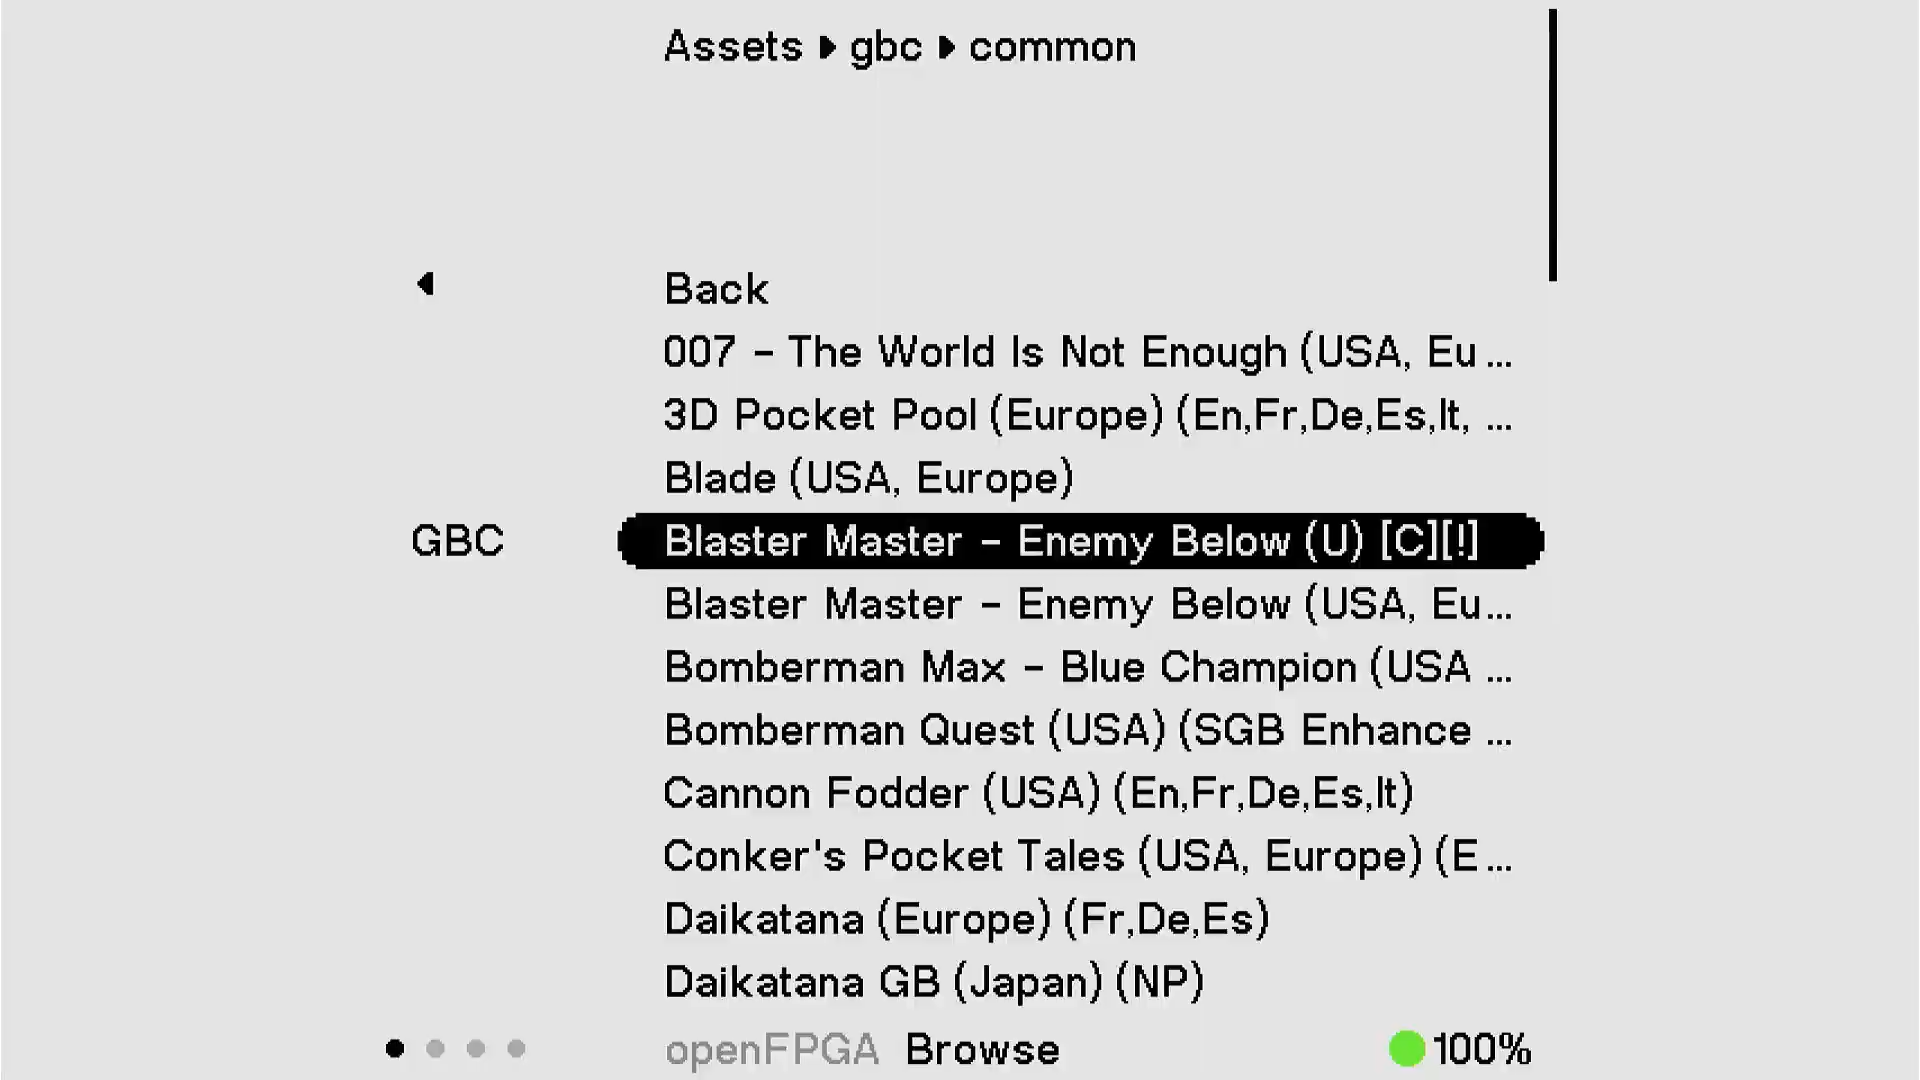 Assets ▶ gbc ▶ common
Back
007 - The World Is Not Enough (USA, Eu ...
3D Pocket Pool (Europe) (En,Fr,De,Es,It, ...
Blade (USA, Europe)
GBC Blaster Master - Enemy Below (U) [C][!]
Blaster Master - Enemy Below (USA, Eu...
Bomberman Max - Blue Champion (USA ...
Bomberman Quest (USA) (SGB Enhance ...
Cannon Fodder (USA) (En,Fr,De,Es,It)
Conker's Pocket Tales (USA, Europe) (E ...
Daikatana (Europe) (Fr,De,Es)
Daikatana GB (Japan) (NP)
openFPGA Browse 100%